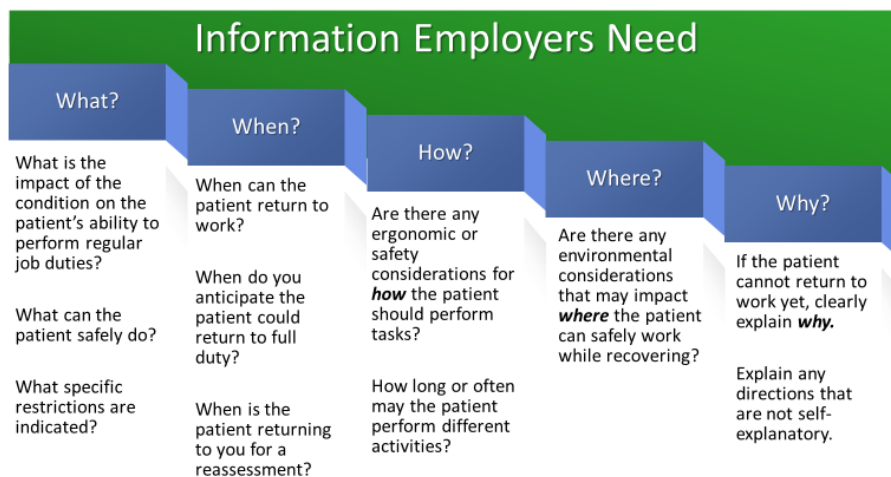 Information Employers Need
What?
What is the
impact of the
condition on the
patient's ability to
perform regular
job duties?
What can the
patient safely do?
What specific
restrictions are
indicated?
When?
When can the
patient return to
work?
When do you
anticipate the
patient could
return to full
duty?
When is the
patient returning
to you for a
reassessment?
How?
Are there any
ergonomic or
safety
considerations for
how the patient
should perform
tasks?
How long or often
may the patient
perform different
activities?
Where?
Are there any
environmental
considerations
that may impact
where the patient
can safely work
while recovering?
Why?
If the patient
cannot return to
work yet, clearly
explain why.
Explain any
directions that
are not self-
explanatory.